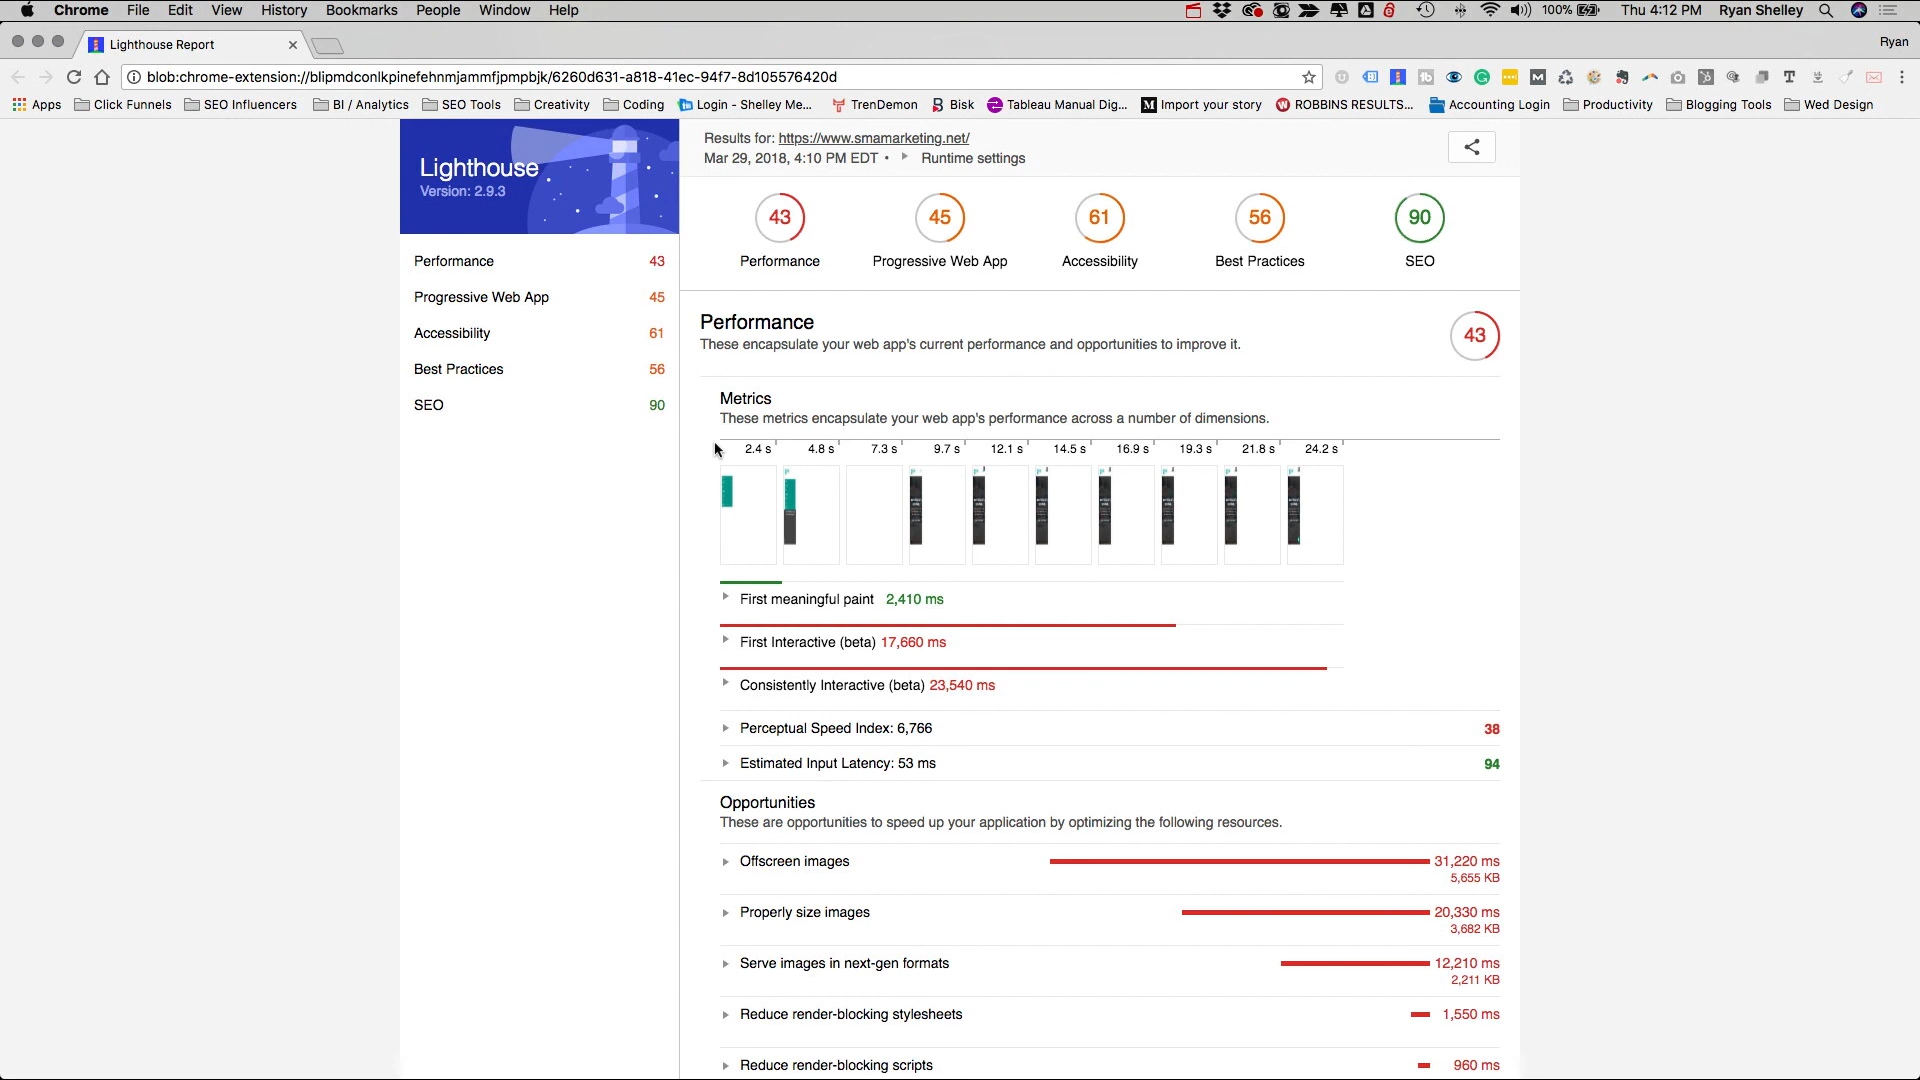 Chrome File Edit View History Bookmarks People Window Help 100% Thu 4:12 PM Ryan Shelley
Lighthouse Report Ryan
blob:chrome-extension://blipmdconlkpinefehnmjammfjpmpbjk/6260d631-a818-41ec-94f7-8d105576420d
Apps Click Funnels SEO Influencers BI / Analytics SEO Tools Creativity Coding Login - Shelley Me... TrenDemon Bisk Tableau Manual Dig... Import your story ROBBINS RESULTS... Accounting Login Productivity Blogging Tools Wed Design
Lighthouse
Version: 2.9.3
Performance 43
Progressive Web App 45
Accessibility 61
Best Practices 56
SEO 90
Results for: https://www.smamarketing.net/
Mar 29, 2018, 4:10 PM EDT • Runtime settings
43 45 61 56 90
Performance Progressive Web App Accessibility Best Practices SEO
Performance
These encapsulate your web app's current performance and opportunities to improve it.
43
Metrics
These metrics encapsulate your web app's performance across a number of dimensions.
2.4 s 4.8 s 7.3 s 9.7 s 12.1 s 14.5 s 16.9 s 19.3 s 21.8 s 24.2 s
First meaningful paint 2,410 ms
First Interactive (beta) 17,660 ms
Consistently Interactive (beta) 23,540 ms
Perceptual Speed Index: 6,766 38
Estimated Input Latency: 53 ms 94
Opportunities
These are opportunities to speed up your application by optimizing the following resources.
Offscreen images 31,220 ms
5,655 KB
Properly size images 20,330 ms
3,682 KB
Serve images in next-gen formats 12,210 ms
2,211 KB
Reduce render-blocking stylesheets 1,550 ms
Reduce render-blocking scripts 960 ms